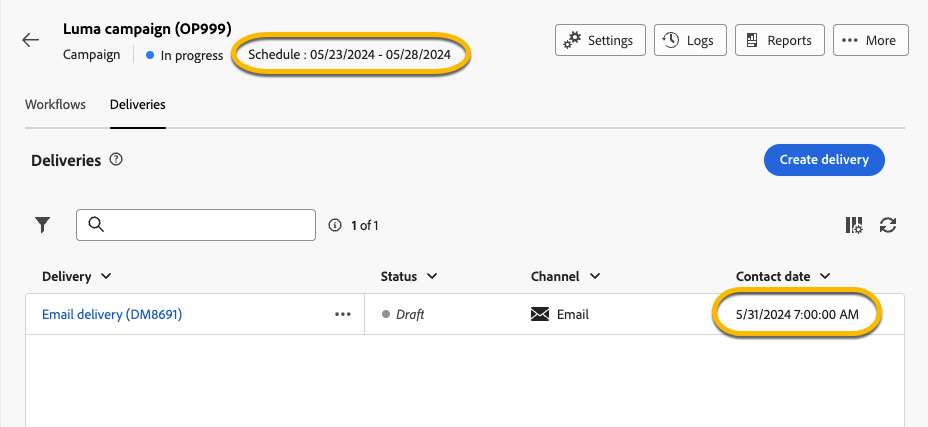 Luma campaign (OP999)
Campaign In progress Schedule : 05/23/2024 - 05/28/2024
Settings Logs Reports More
Workflows Deliveries
Deliveries
Create delivery
1 of 1
Delivery Status Channel Contact date
Email delivery (DM8691) Draft Email 5/31/2024 7:00:00 AM